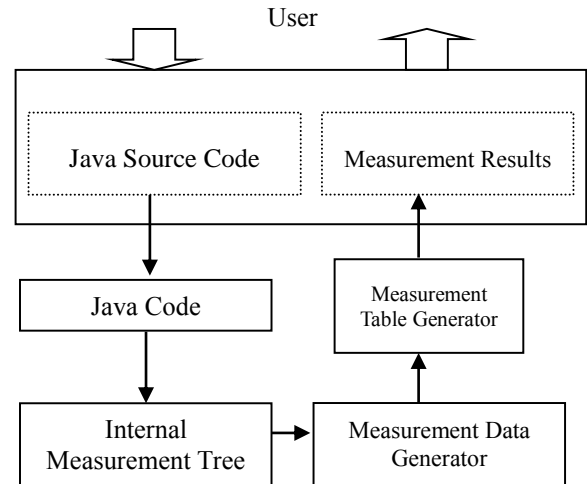 User
Java Source Code
Measurement Results
Java Code
Measurement
Table Generator
Internal
Measurement Tree
Measurement Data
Generator